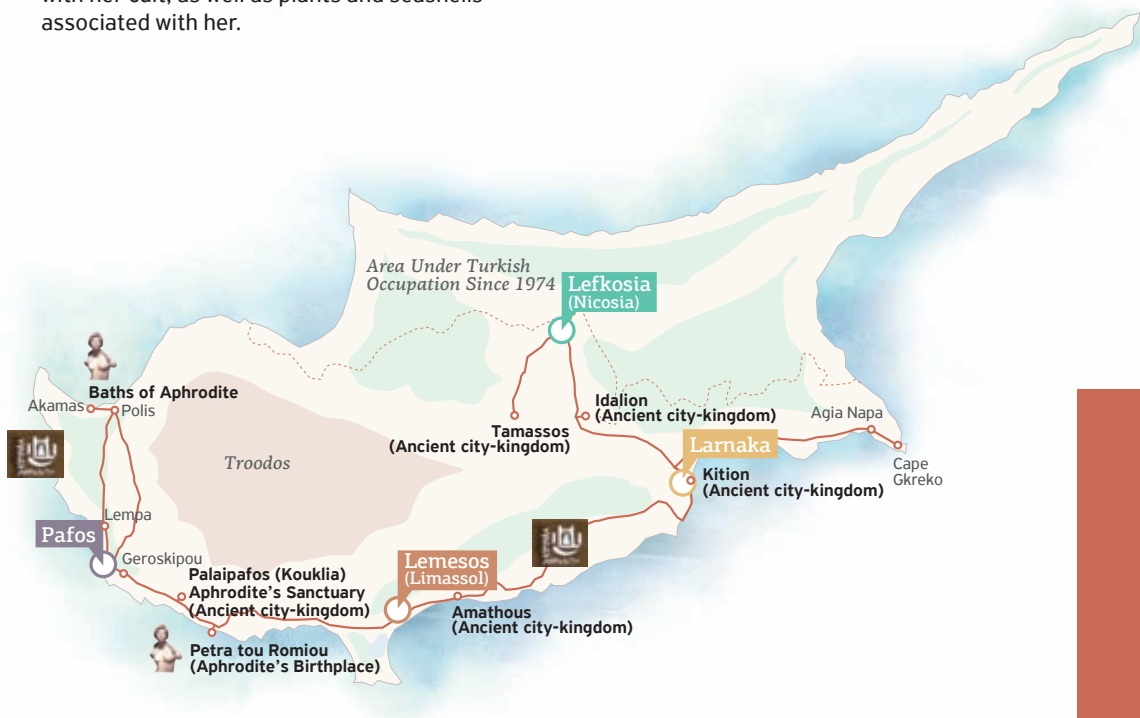 associated with her.
Area Under Turkish
Occupation Since 1974
Lefkosia
(Nicosia)
Baths of Aphrodite
Akamas
Polis
Idalion
(Ancient city-kingdom)
Tamassos
(Ancient city-kingdom)
Agia Napa
Larnaka
Cape
Gkreko
Kition
(Ancient city-kingdom)
Troodos
Lempa
Pafos
Geroskipou
Palaipafos (Kouklia)
Aphrodite's Sanctuary
(Ancient city-kingdom)
Lemesos
(Limassol)
Amathous
(Ancient city-kingdom)
Petra tou Romiou
(Aphrodite's Birthplace)